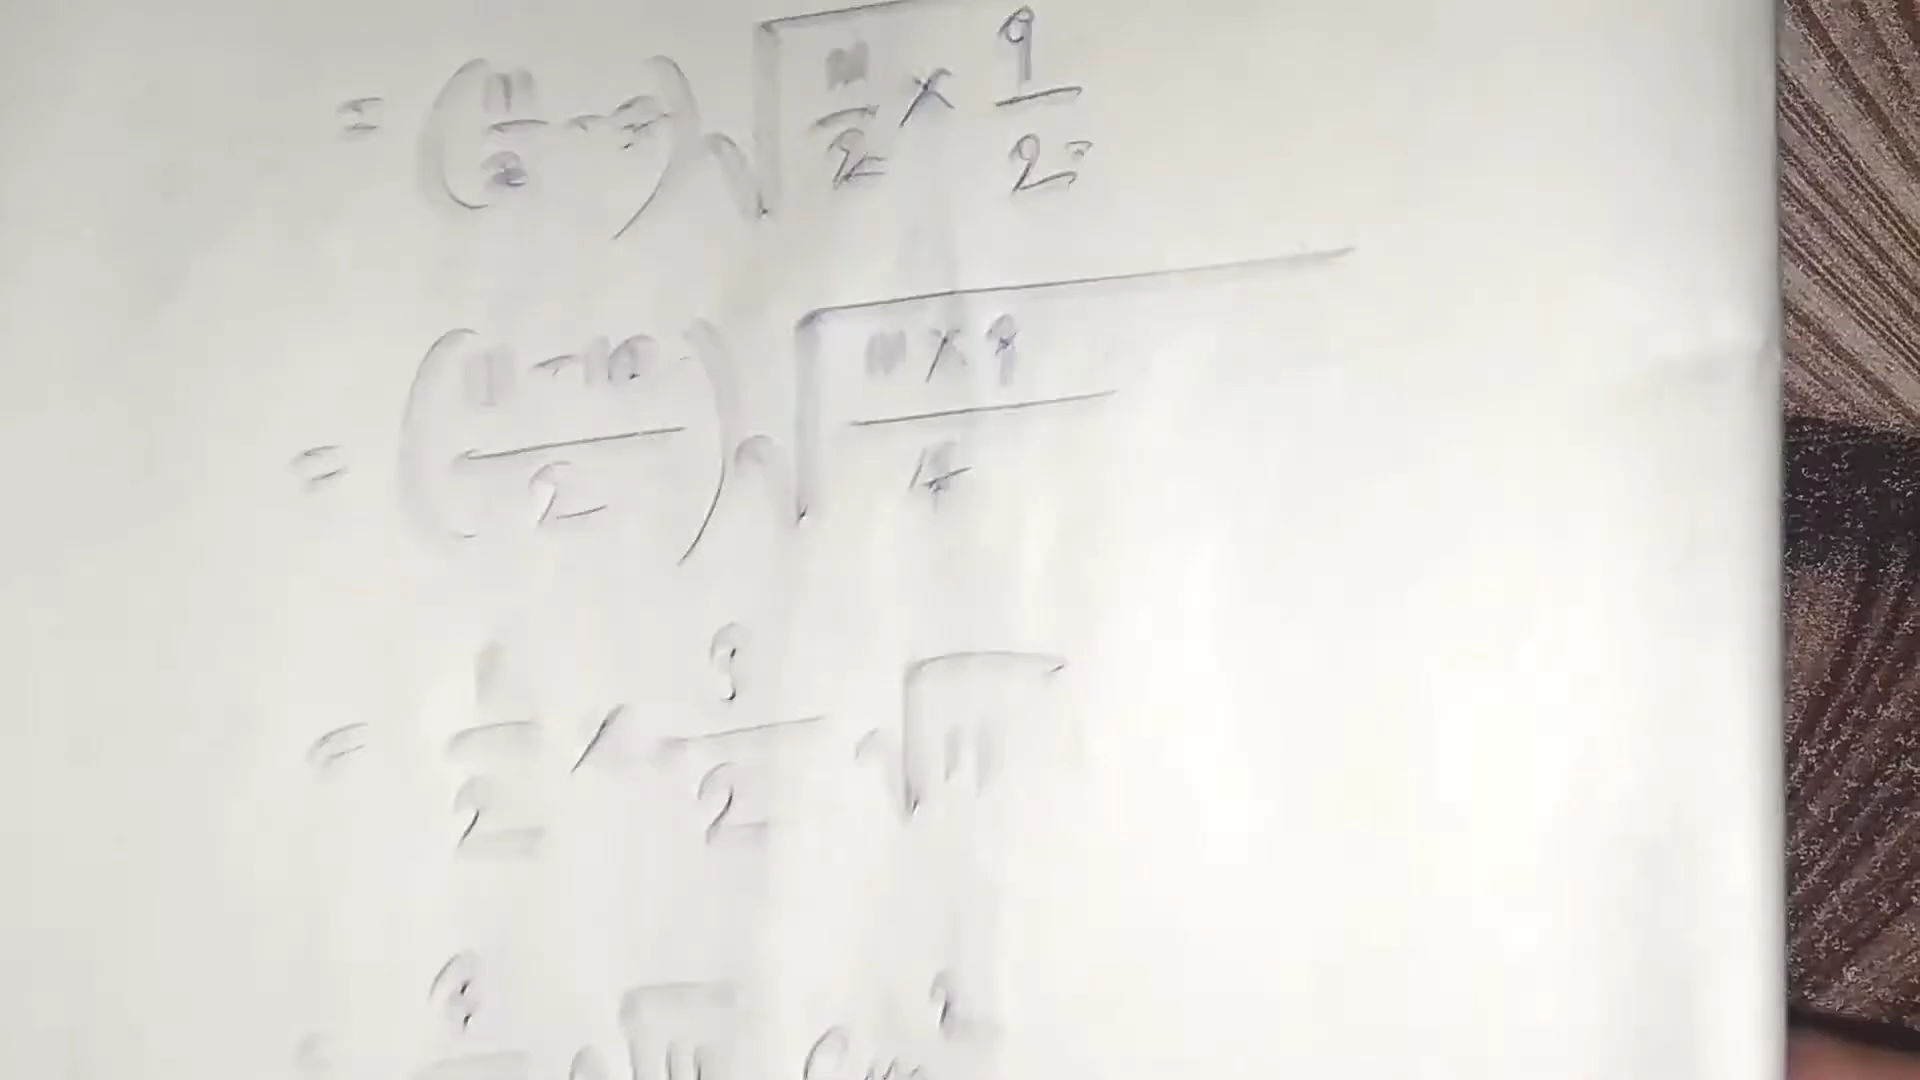 = (11/2 - 5) √(11/2 × 9/2)
= ((11 - 10)/2) √((11 × 9)/4)
= 1/2 × 3/2 √11
= 3/ √11 cm²